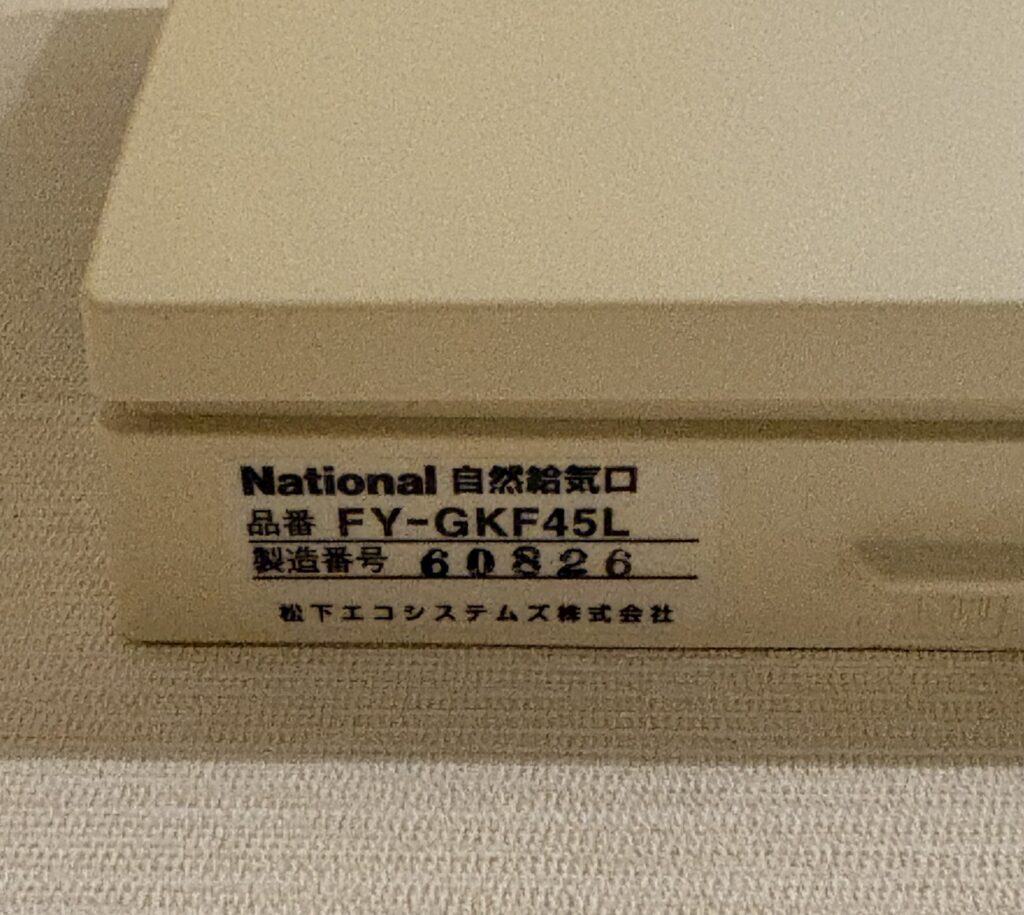 National 自然給気口
品番 FY-GKF45L
製造番号 60826
松下エコシステムズ株式会社